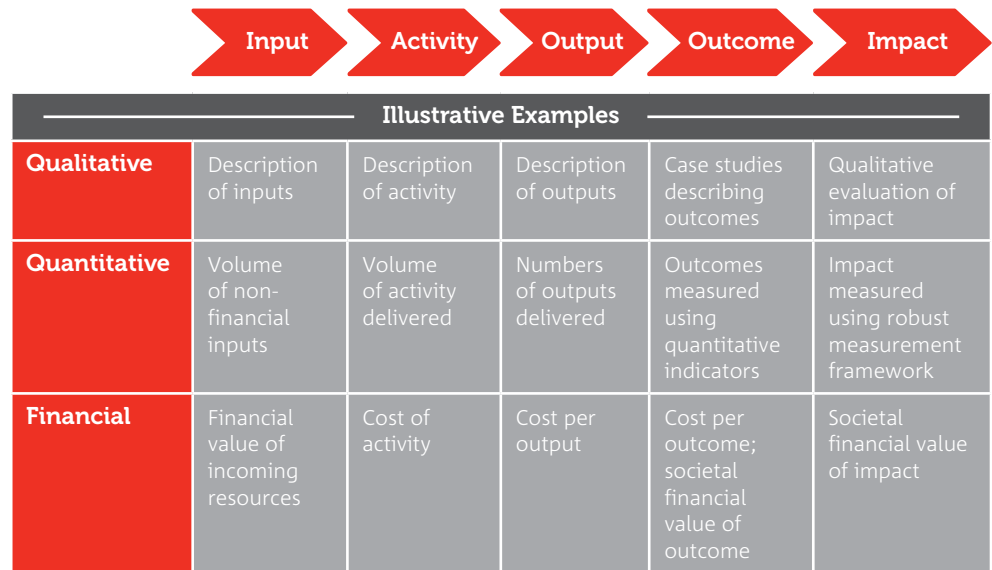 Input
Activity
Output
Outcome
Impact
Illustrative Examples
Qualitative
Description
of inputs
Description
of activity
Description
of outputs
Case studies
describing
outcomes
Qualitative
evaluation of
impact
Quantitative
Volume
of non-
financial
inputs
Volume
of activity
delivered
Numbers
of outputs
delivered
Outcomes
measured
using
quantitative
indicators
Impact
measured
using robust
measurement
framework
Financial
Financial
value of
incoming
resources
Cost of
activity
Cost per
output
Cost per
outcome;
societal
financial
value of
outcome
Societal
financial value
of impact